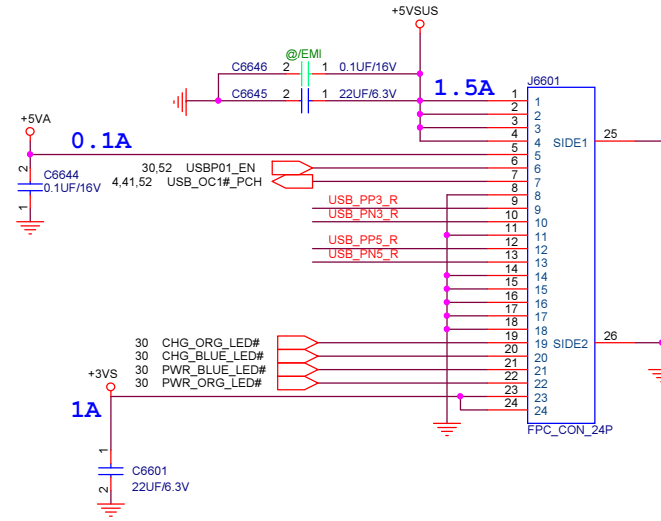 +5VSUS
@/EMI
C6646 2 1 0.1UF/16V
J6601
C6645 2 1 22UF/6.3V
1.5A
+5VA
0.1A
1 1
2 2
3 3
4 4 SIDE1 25
5 5
2 C6644
0.1UF/16V
1
30,52 USBP01_EN 6 6
4,41,52 USB_OC1#_PCH 7 7
8 8
USB_PP3_R 9 9
USB_PN3_R 10 10
11 11
USB_PP5_R 12 12
USB_PN5_R 13 13
14 14
15 15
16 16
17 17
18 18
30 CHG_ORG_LED# 19 19 SIDE2 26
30 CHG_BLUE_LED# 20 20
30 PWR_BLUE_LED# 21 21
30 PWR_ORG_LED# 22 22
+3VS
23 23
24 24
1A
FPC_CON_24P
1 C6601
2 22UF/6.3V